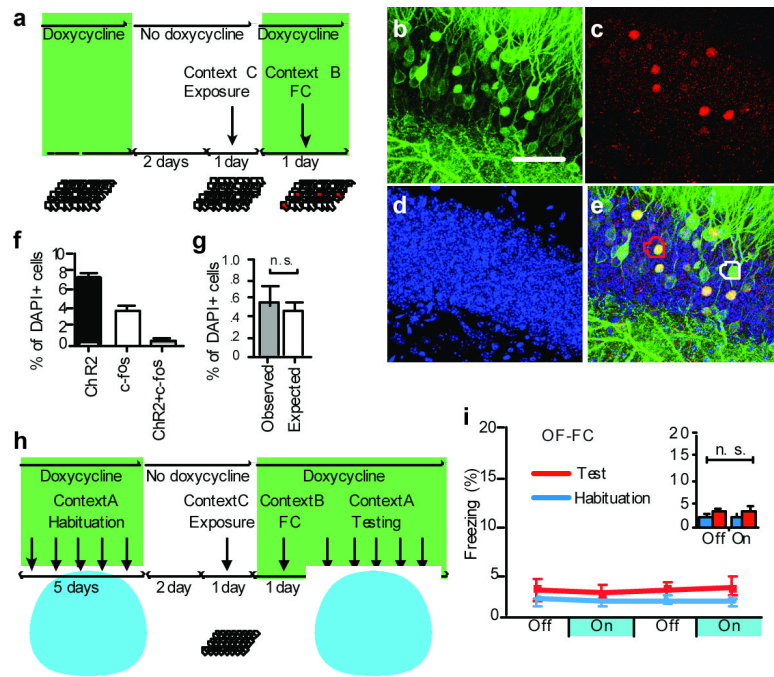 a
Doxycycline
No doxycycline
Doxycycline
Context C
Exposure
Context B
FC
2 days
1 day
1 day
b
c
d
e
f
% of DAPI+ cells
10
8
6
4
2
0
ChR2
c-fos
ChR2+c-fos
g
% of DAPI+ cells
1.0
.8
.6
.4
.2
0
n.s.
Observed
Expected
h
Doxycycline
No doxycycline
Doxycycline
ContextA
Habituation
ContextC
Exposure
ContextB
FC
ContextA
Testing
5 days
2 day
1 day
1 day
i
Freezing (%)
20
15
10
5
0
OF-FC
Test
Habituation
Off
On
Off
On
20
15
10
5
0
n. s.
Off
On